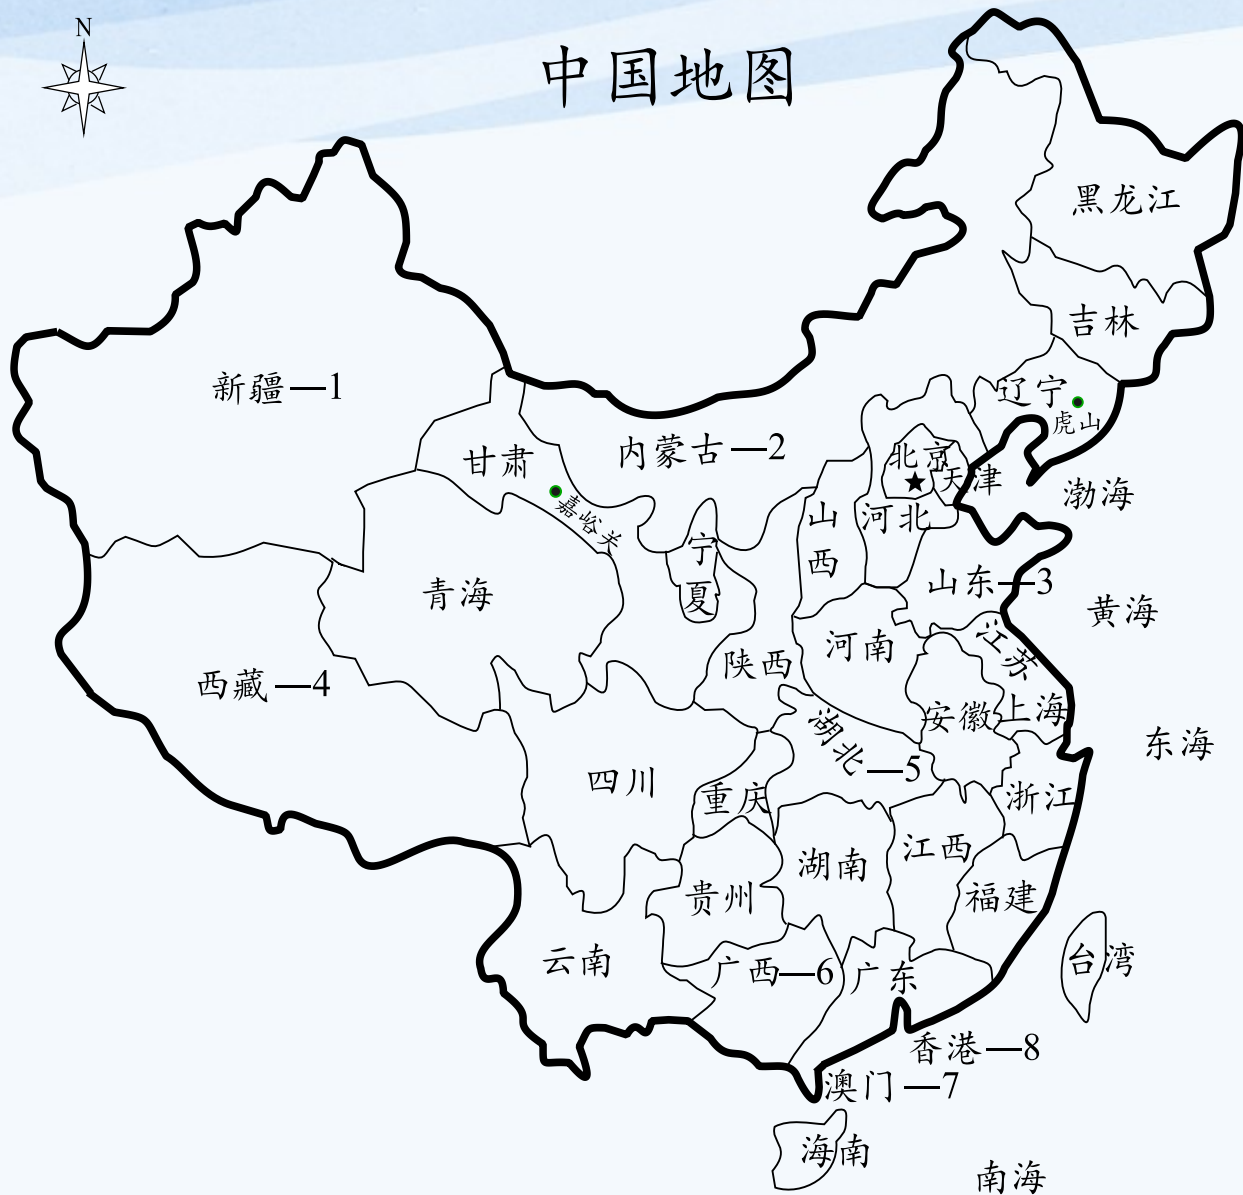 N
中国地图
黑龙江
吉林
新疆—1
辽宁
虎山
甘肃
内蒙古—2
北京
天津
渤海
嘉峪关
山西
河北
宁夏
青海
山东—3
黄海
河南
江苏
陕西
西藏—4
安徽
上海
湖北—5
东海
四川
重庆
浙江
湖南
江西
贵州
福建
云南
广西—6
广东
台湾
香港—8
澳门—7
海南
南海